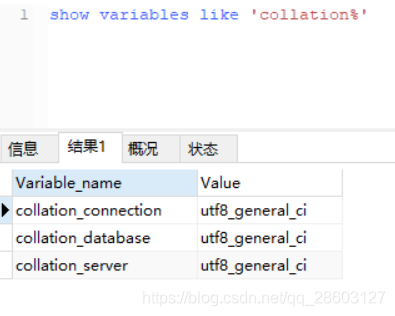 1 show variables like 'collation%'
信息 结果1 概况 状态
Variable_name Value
collation_connection utf8_general_ci
collation_database utf8_general_ci
collation_server utf8_general_ci
https://blog.csdn.net/qq_28603127